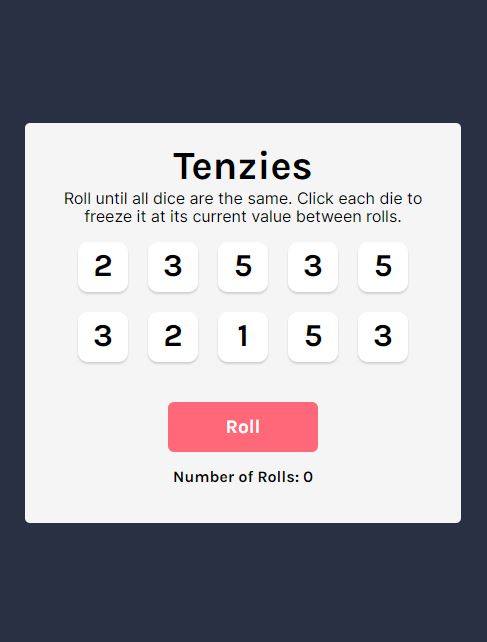 Tenzies
Roll until all dice are the same. Click each die to
freeze it at its current value between rolls.
2 3 5 3 5
3 2 1 5 3
Roll
Number of Rolls: 0